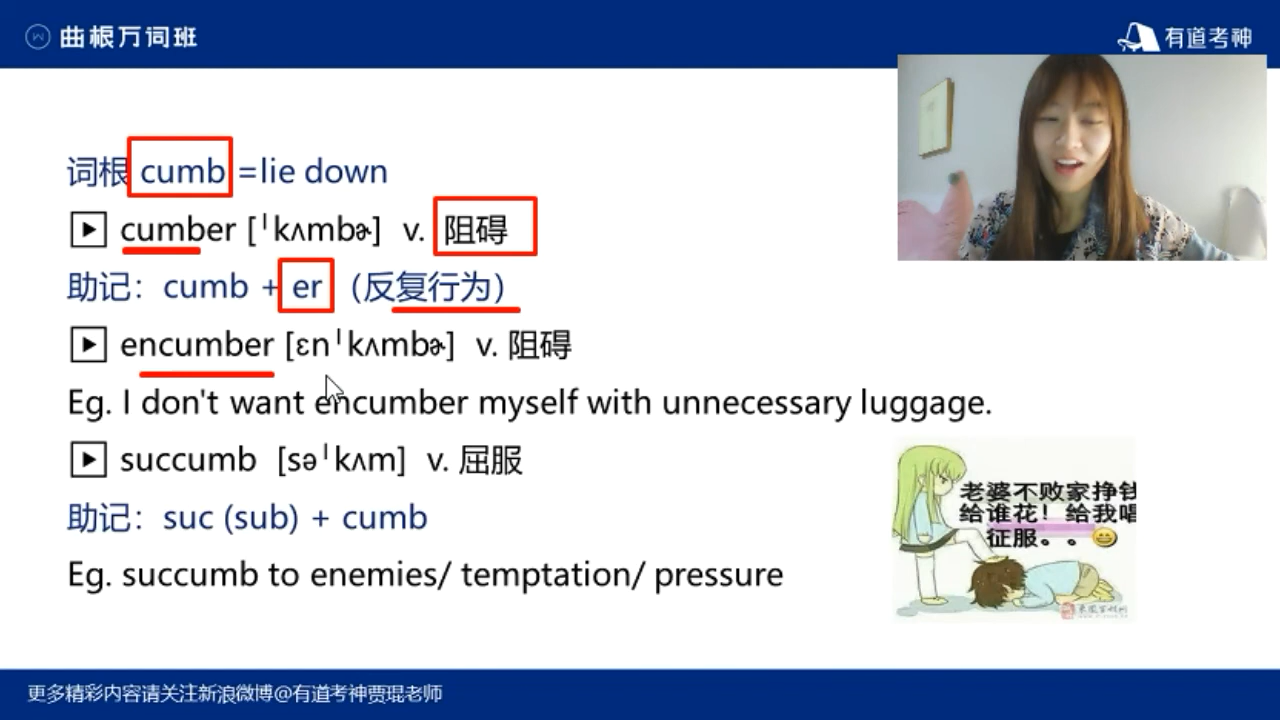 曲根万词班
有道考神
词根 cumb =lie down
cumber [ˈkʌmbɚ] v. 阻碍
助记：cumb + er（反复行为）
encumber [ɛnˈkʌmbɚ] v. 阻碍
Eg. I don't want encumber myself with unnecessary luggage.
succumb [səˈkʌm] v. 屈服
助记：suc (sub) + cumb
Eg. succumb to enemies/ temptation/ pressure
老婆不败家挣钱
给谁花！给我唱
征服。。
更多精彩内容请关注新浪微博@有道考神贾琨老师